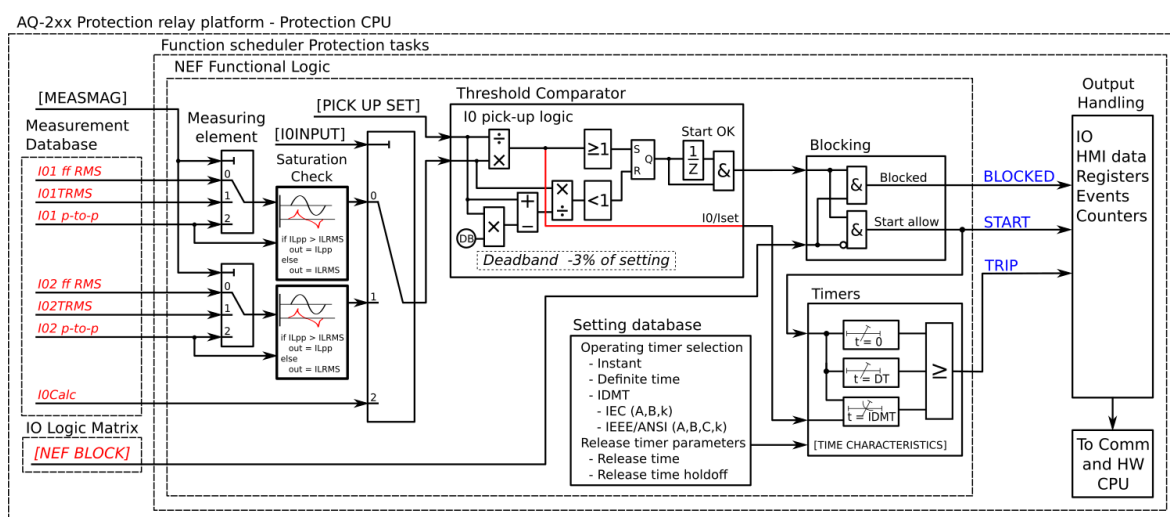 AQ-2xx Protection relay platform - Protection CPU
Function scheduler Protection tasks
NEF Functional Logic
[MEASMAG]
Measurement
Database
I01 ff RMS
I01TRMS
I01 p-to-p
I02 ff RMS
I02TRMS
I02 p-to-p
I0Calc
IO Logic Matrix
[NEF BLOCK]
Measuring
element
0
1
2
0
1
2
[I0INPUT]
Saturation
Check
if ILpp > ILRMS
out = ILpp
else
out = ILRMS
if ILpp > ILRMS
out = ILpp
else
out = ILRMS
0
1
2
[PICK UP SET]
Threshold Comparator
I0 pick-up logic
÷
×
≥1
S
Q
R
Start OK
1
Z
&
×
÷
<1
+
−
×
DB
I0/Iset
Deadband -3% of setting
Setting database
Operating timer selection
- Instant
- Definite time
- IDMT
- IEC (A,B,k)
- IEEE/ANSI (A,B,C,k)
Release timer parameters
- Release time
- Release time holdoff
Blocking
&
Blocked
&
Start allow
Timers
t = 0
t = DT
t = IDMT
≥
[TIME CHARACTERISTICS]
BLOCKED
START
TRIP
Output
Handling
IO
HMI data
Registers
Events
Counters
To Comm
and HW
CPU